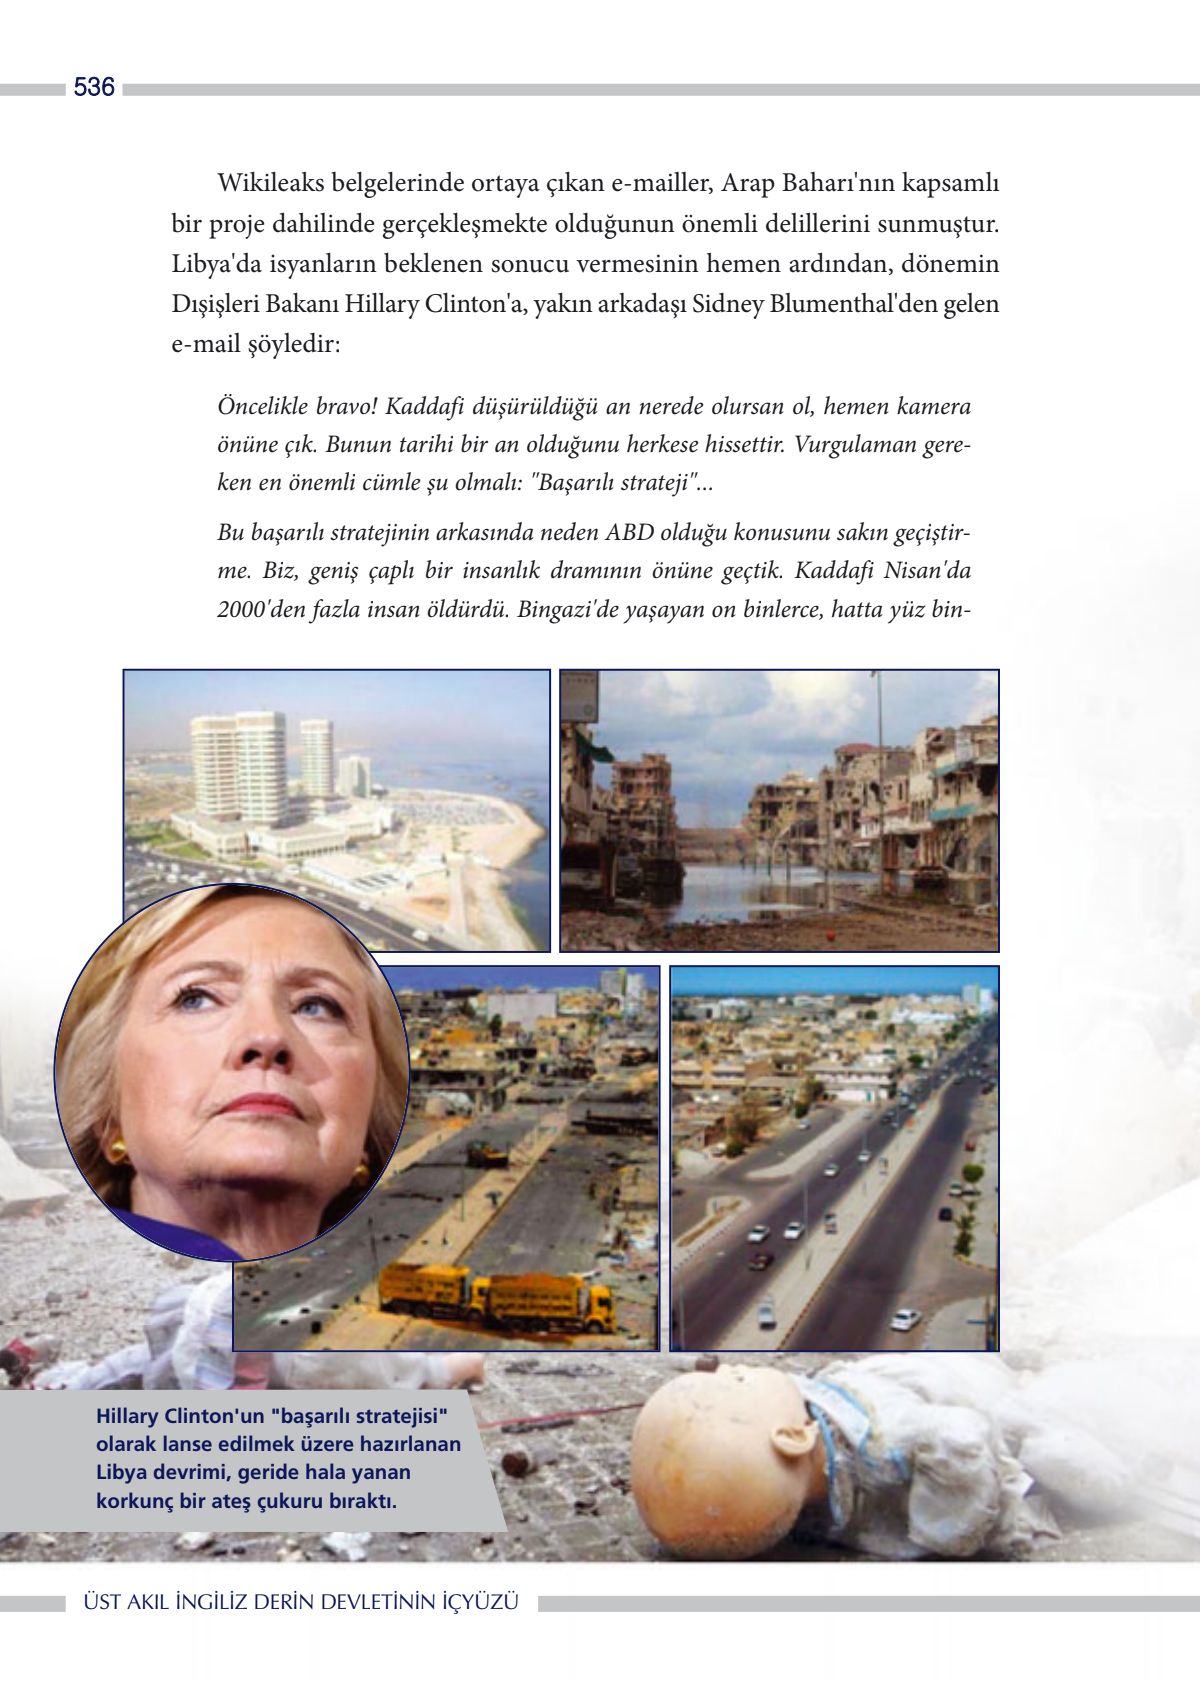 536
Wikileaks belgelerinde ortaya çıkan e-mailler, Arap Baharı'nın kapsamlı
bir proje dahilinde gerçekleşmekte olduğunun önemli delillerini sunmuştur.
Libya'da isyanların beklenen sonucu vermesinin hemen ardından, dönemin
Dışişleri Bakanı Hillary Clinton'a, yakın arkadaşı Sidney Blumenthal'den gelen
e-mail şöyledir:
Öncelikle bravo! Kaddafi düşürüldüğü an nerede olursan ol, hemen kamera
önüne çık. Bunun tarihi bir an olduğunu herkese hissettir. Vurgulaman gere-
ken en önemli cümle şu olmalı: "Başarılı strateji"...
Bu başarılı stratejinin arkasında neden ABD olduğu konusunu sakın geçiştir-
me. Biz, geniş çaplı bir insanlık dramının önüne geçtik. Kaddafi Nisan'da
2000'den fazla insan öldürdü. Bingazi'de yaşayan on binlerce, hatta yüz bin-
Hillary Clinton'un "başarılı stratejisi"
olarak lanse edilmek üzere hazırlanan
Libya devrimi, geride hala yanan
korkunç bir ateş çukuru bıraktı.
ÜST AKIL İNGİLİZ DERİN DEVLETİNİN İÇYÜZÜ